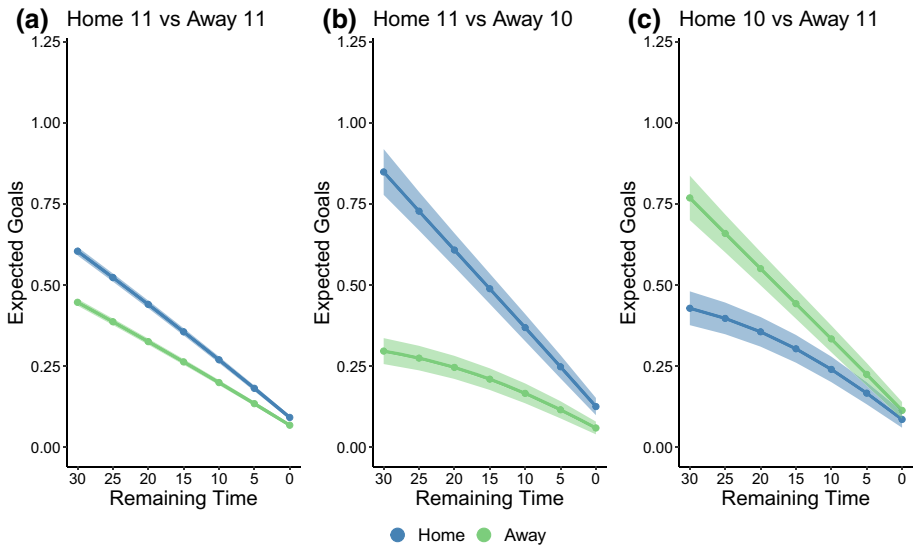 (a) Home 11 vs Away 11
(b) Home 11 vs Away 10
(c) Home 10 vs Away 11
Expected Goals
1.25
1.00
0.75
0.50
0.25
0.00
30 25 20 15 10 5 0
Remaining Time
Expected Goals
1.25
1.00
0.75
0.50
0.25
0.00
30 25 20 15 10 5 0
Remaining Time
Expected Goals
1.25
1.00
0.75
0.50
0.25
0.00
30 25 20 15 10 5 0
Remaining Time
Home Away